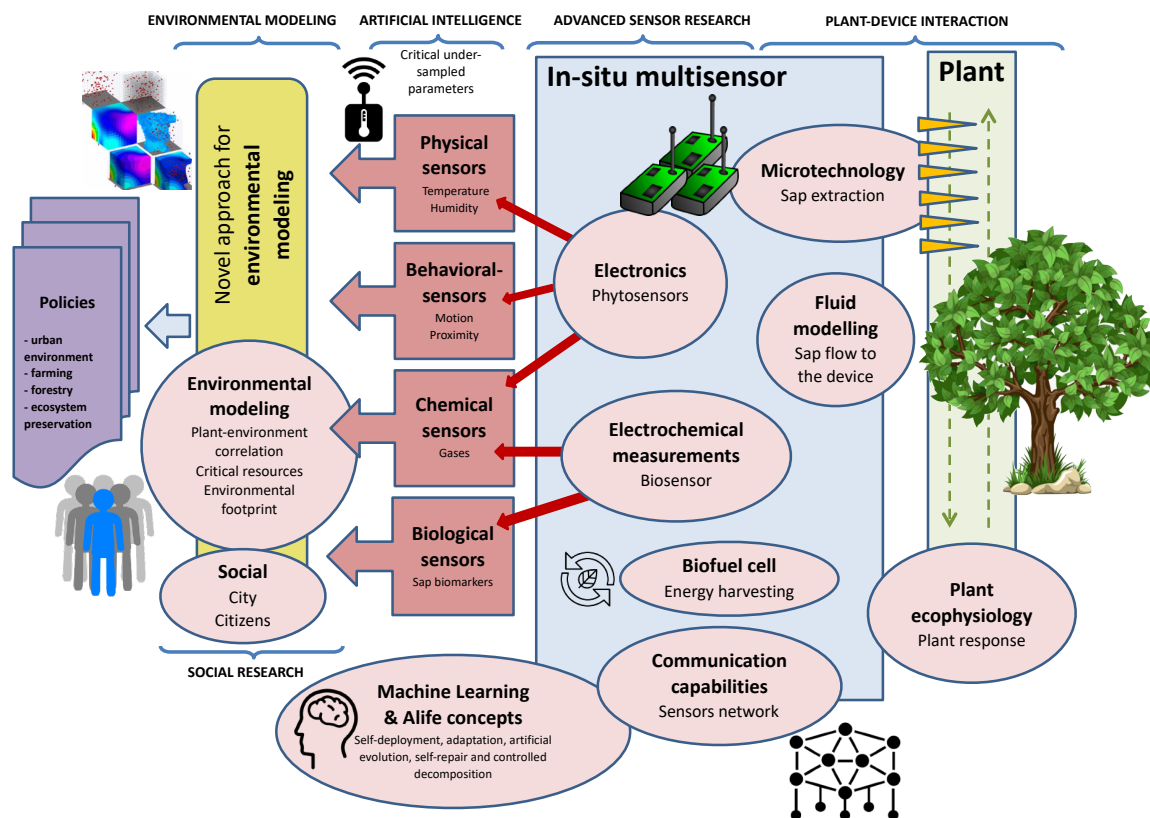 ENVIRONMENTAL MODELING
ARTIFICIAL INTELLIGENCE
ADVANCED SENSOR RESEARCH
PLANT-DEVICE INTERACTION
Critical under-
sampled
parameters
In-situ multisensor
Plant
Novel approach for
environmental
modeling
Physical
sensors
Temperature
Humidity
Microtechnology
Sap extraction
Behavioral-
sensors
Motion
Proximity
Electronics
Phytosensors
Fluid
modelling
Sap flow to
the device
Policies
- urban
environment
- farming
- forestry
- ecosystem
preservation
Environmental
modeling
Plant-environment
correlation
Critical resources
Environmental
footprint
Chemical
sensors
Gases
Electrochemical
measurements
Biosensor
Biological
sensors
Sap biomarkers
Biofuel cell
Energy harvesting
Plant
ecophysiology
Plant response
Social
City
Citizens
SOCIAL RESEARCH
Communication
capabilities
Sensors network
Machine Learning
& Alife concepts
Self-deployment, adaptation, artificial
evolution, self-repair and controlled
decomposition